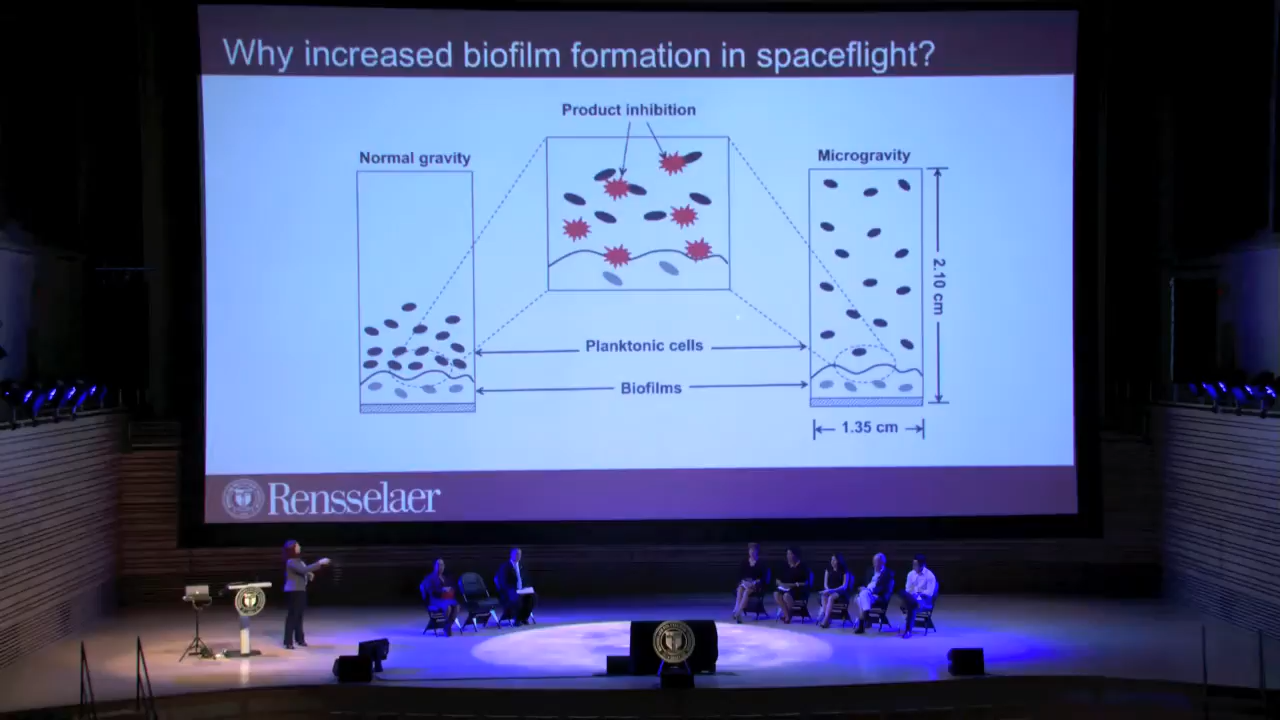 Why increased biofilm formation in spaceflight?
Product inhibition
Normal gravity
Microgravity
2.10 cm
Planktonic cells
Biofilms
1.35 cm
Rensselaer